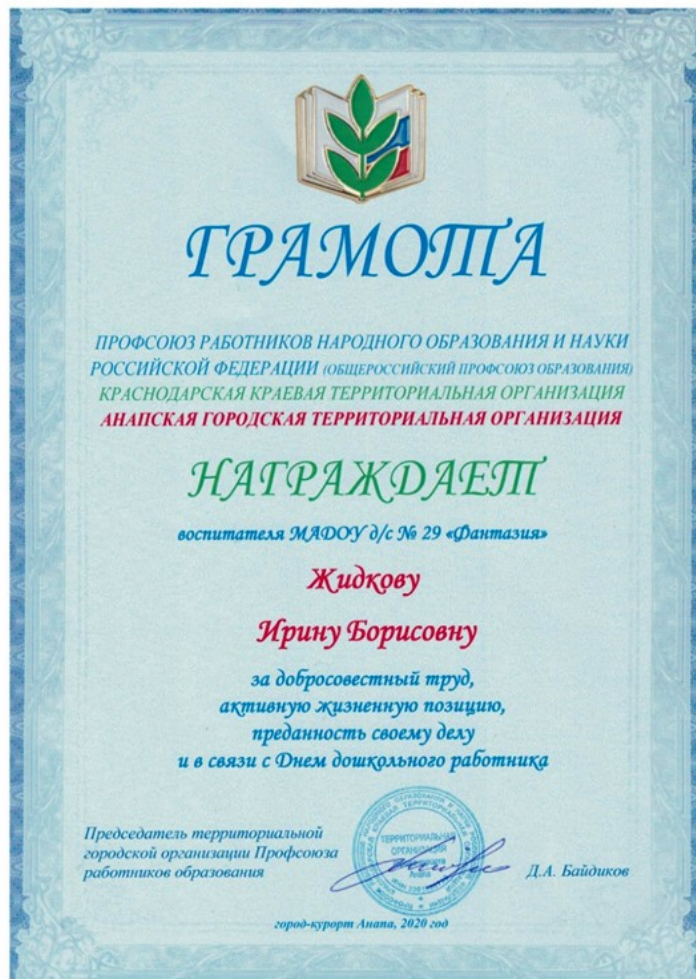 ГРАМОТА
ПРОФСОЮЗ РАБОТНИКОВ НАРОДНОГО ОБРАЗОВАНИЯ И НАУКИ
РОССИЙСКОЙ ФЕДЕРАЦИИ (ОБЩЕРОССИЙСКИЙ ПРОФСОЮЗ ОБРАЗОВАНИЯ)
КРАСНОДАРСКАЯ КРАЕВАЯ ТЕРРИТОРИАЛЬНАЯ ОРГАНИЗАЦИЯ
АНАПСКАЯ ГОРОДСКАЯ ТЕРРИТОРИАЛЬНАЯ ОРГАНИЗАЦИЯ
НАГРАЖДАЕТ
воспитателя МАДОУ д/с № 29 «Фантазия»
Жидкову
Ирину Борисовну
за добросовестный труд,
активную жизненную позицию,
преданность своему делу
и в связи с Днем дошкольного работника
Председатель территориальной
городской организации Профсоюза
работников образования
ТЕРРИТОРИАЛЬНАЯ
ОРГАНИЗАЦИЯ
Д.А. Байдиков
город-курорт Анапа, 2020 год